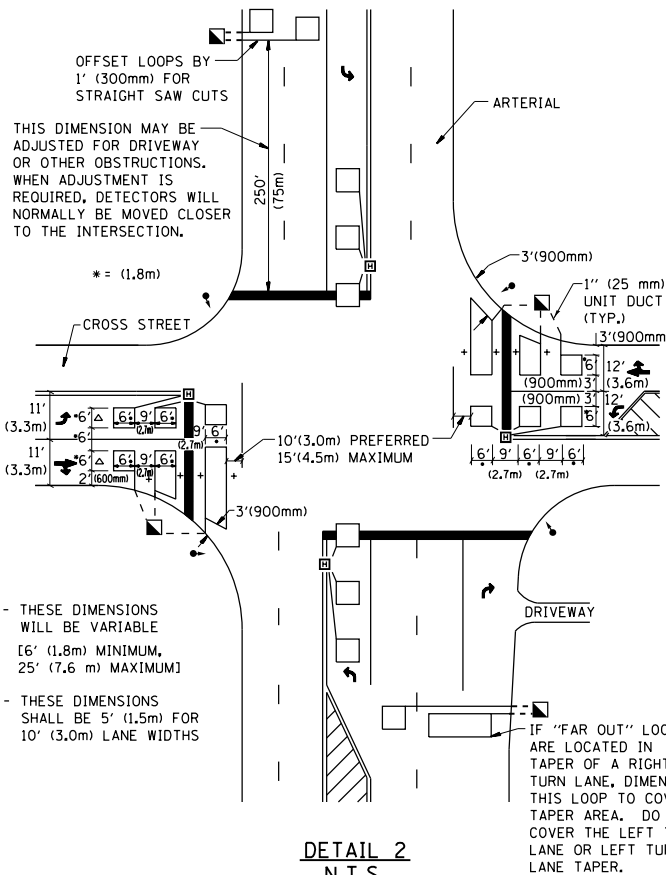 OFFSET LOOPS BY
1' (300mm) FOR
STRAIGHT SAW CUTS
THIS DIMENSION MAY BE
ADJUSTED FOR DRIVEWAY
OR OTHER OBSTRUCTIONS.
WHEN ADJUSTMENT IS
REQUIRED, DETECTORS WILL
NORMALLY BE MOVED CLOSER
TO THE INTERSECTION.
250'
(75m)
* = (1.8m)
ARTERIAL
3'(900mm)
1" (25 mm)
UNIT DUCT
(TYP.)
CROSS STREET
H
3'(900mm
6'
12'
(3.6m)
(900mm) 3'
(900mm) 3'
12'
6'
(3.6m)
H
6' 9' 6' 9' 6'
(2.7m) (2.7m)
10'(3.0m) PREFERRED
15'(4.5m) MAXIMUM
H
11'
(3.3m)
*6'
6' 9' 6'
(2.7m)
*6'
9' 6'
(2.7m)
11'
(3.3m)
*6'
6' 9' 6'
(2.7m)
2' (600mm)
3'(900mm)
H
- THESE DIMENSIONS
WILL BE VARIABLE
[6' (1.8m) MINIMUM,
25' (7.6 m) MAXIMUM]
- THESE DIMENSIONS
SHALL BE 5' (1.5m) FOR
10' (3.0m) LANE WIDTHS
DRIVEWAY
IF "FAR OUT" LOO
ARE LOCATED IN
TAPER OF A RIGHT
TURN LANE, DIMEN
THIS LOOP TO COV
TAPER AREA. DO
COVER THE LEFT T
LANE OR LEFT TUR
LANE TAPER.
DETAIL 2
N.T.S.